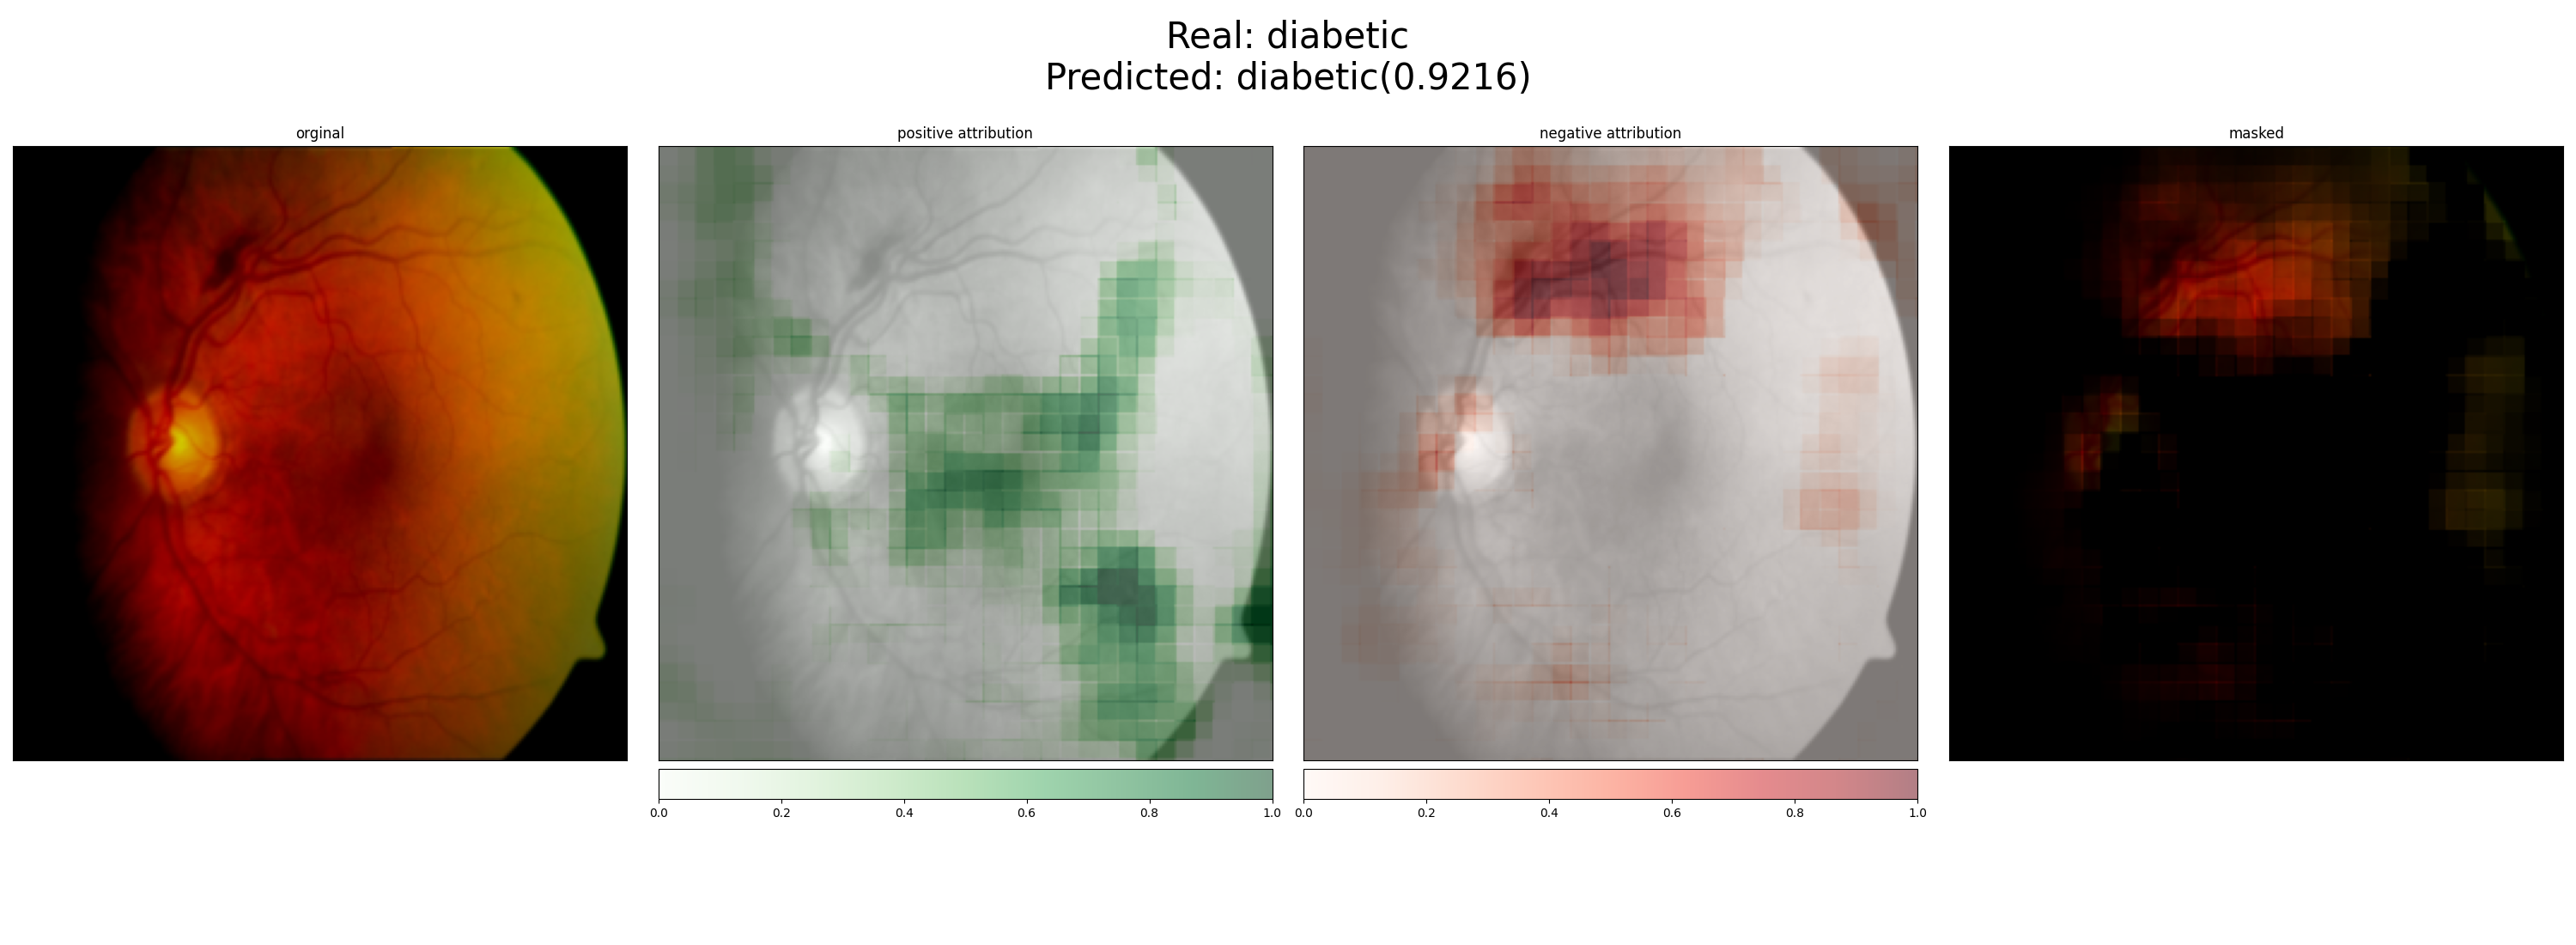 Real: diabetic
Predicted: diabetic(0.9216)
orginal
positive attribution
negative attribution
masked
0.0 0.2 0.4 0.6 0.8 1.0
0.0 0.2 0.4 0.6 0.8 1.0